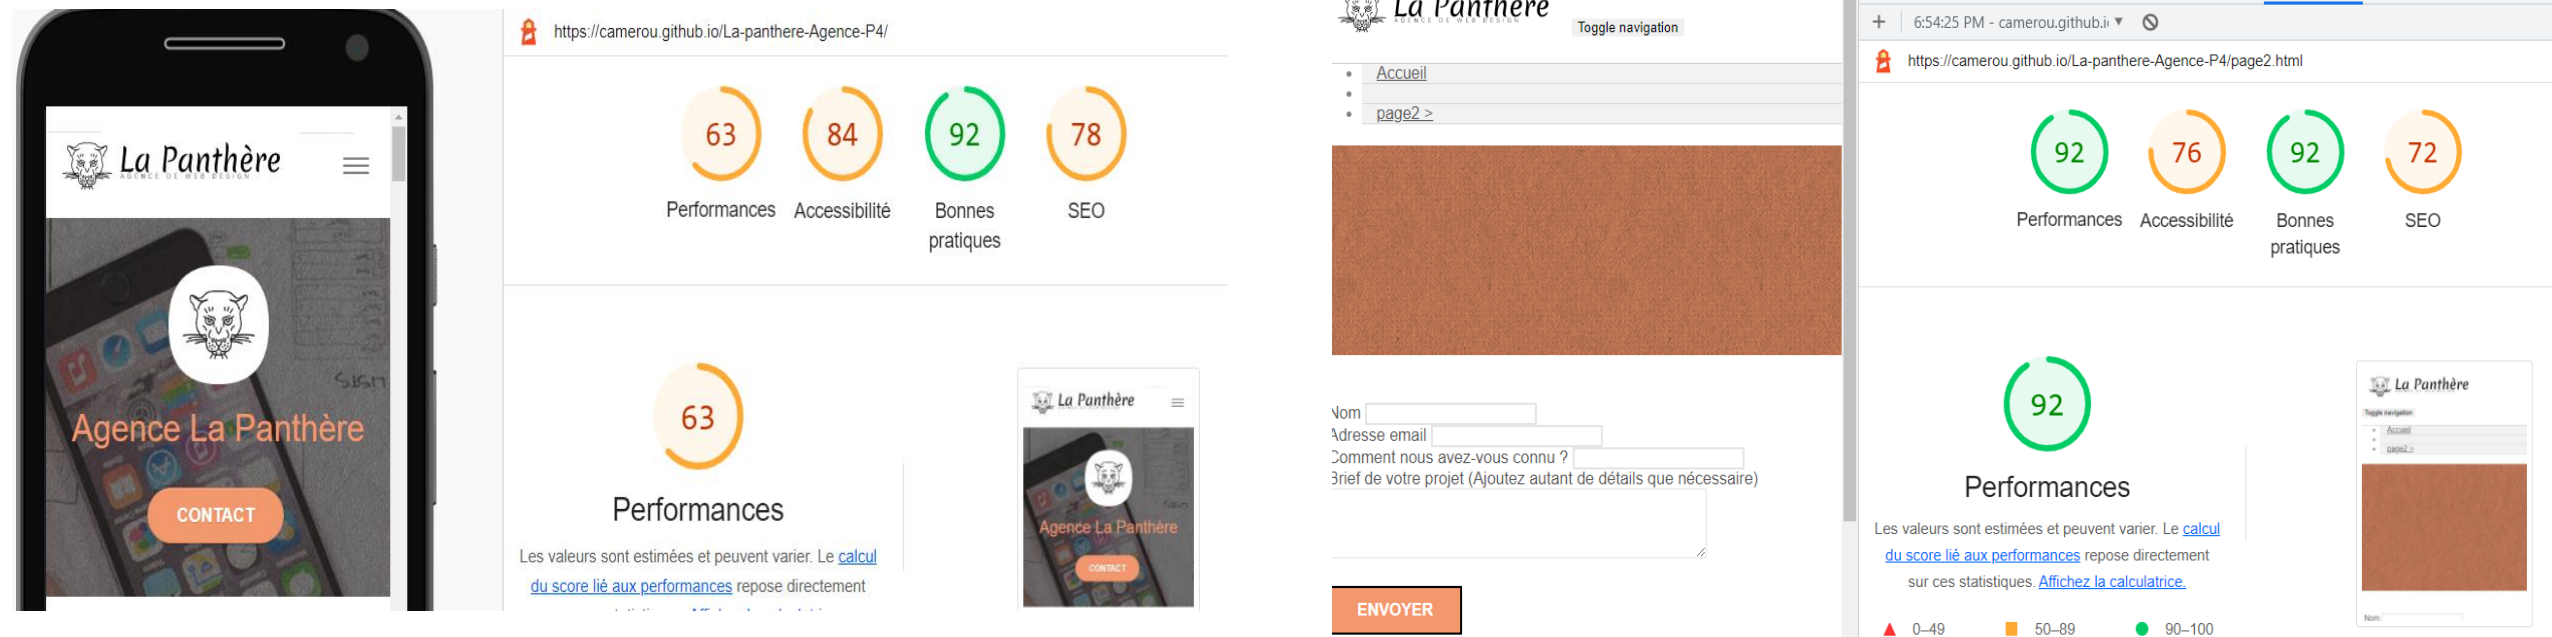 La Panthère
AGENCE DE WEB DESIGN
Agence La Panthère
CONTACT
https://camerou.github.io/La-panthere-Agence-P4/
63
84
92
78
Performances
Accessibilité
Bonnes
pratiques
SEO
63
Performances
Les valeurs sont estimées et peuvent varier. Le calcul
du score lié aux performances repose directement
La Panthère
Agence La Panthère
CONTACT
La Panthère
AGENCE DE WEB DESIGN
Toggle navigation
Accueil
page2 >
Nom
Adresse email
Comment nous avez-vous connu ?
Brief de votre projet (Ajoutez autant de détails que nécessaire)
ENVOYER
6:54:25 PM - camerou.github.i
https://camerou.github.io/La-panthere-Agence-P4/page2.html
92
76
92
72
Performances
Accessibilité
Bonnes
pratiques
SEO
92
Performances
Les valeurs sont estimées et peuvent varier. Le calcul
du score lié aux performances repose directement
sur ces statistiques. Affichez la calculatrice.
0–49
50–89
90–100
La Panthère
Toggle navigation
Accueil
page2 >
Nom